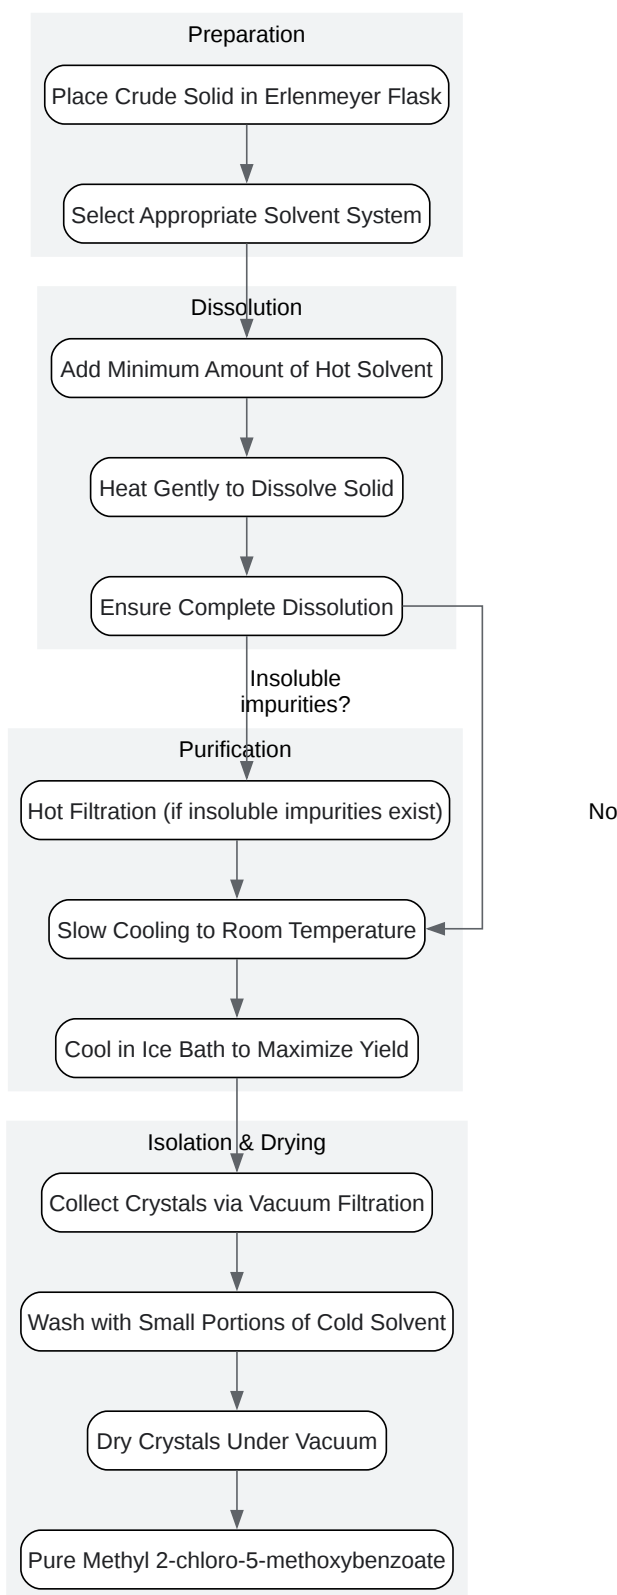 Preparation
Place Crude Solid in Erlenmeyer Flask
Select Appropriate Solvent System
Dissolution
Add Minimum Amount of Hot Solvent
Heat Gently to Dissolve Solid
Ensure Complete Dissolution
Insoluble
impurities?
Purification
Hot Filtration (if insoluble impurities exist)
No
Slow Cooling to Room Temperature
Cool in Ice Bath to Maximize Yield
Isolation & Drying
Collect Crystals via Vacuum Filtration
Wash with Small Portions of Cold Solvent
Dry Crystals Under Vacuum
Pure Methyl 2-chloro-5-methoxybenzoate